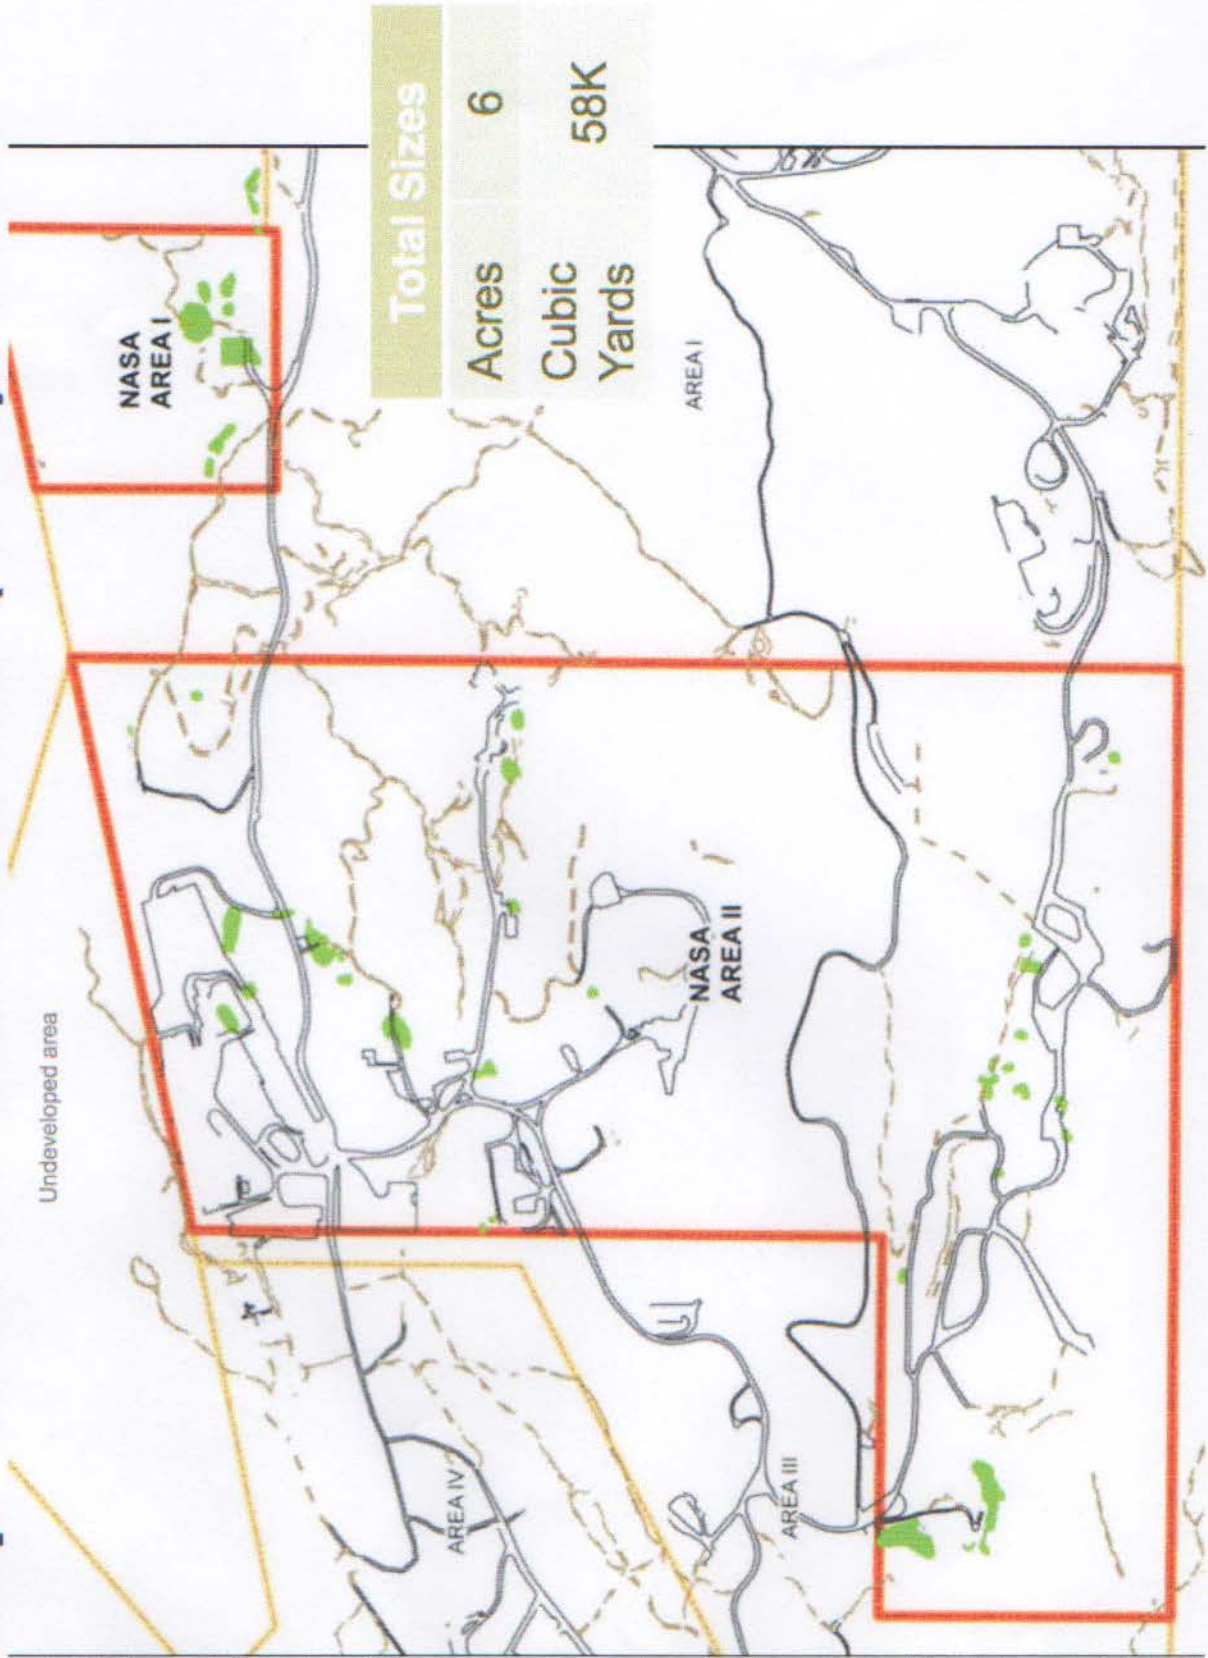 Undeveloped area
NASA
AREA I
Total Sizes
Acres 6
Cubic
Yards 58K
AREA I
NASA
AREA II
AREA IV
AREA III